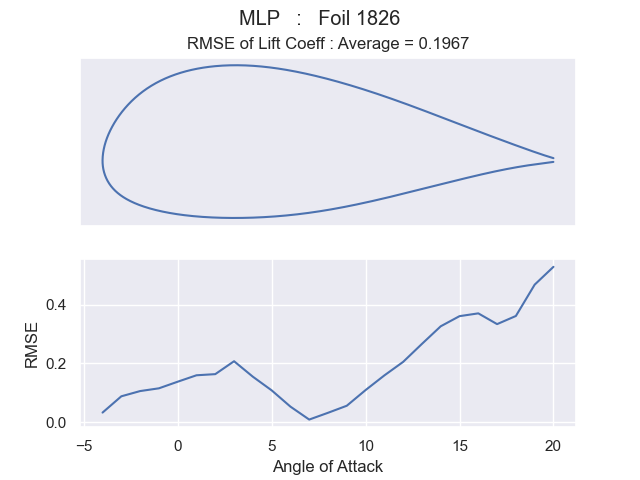 MLP : Foil 1826
RMSE of Lift Coeff : Average = 0.1967
0.4
0.2
0.0
RMSE
−5 0 5 10 15 20
Angle of Attack